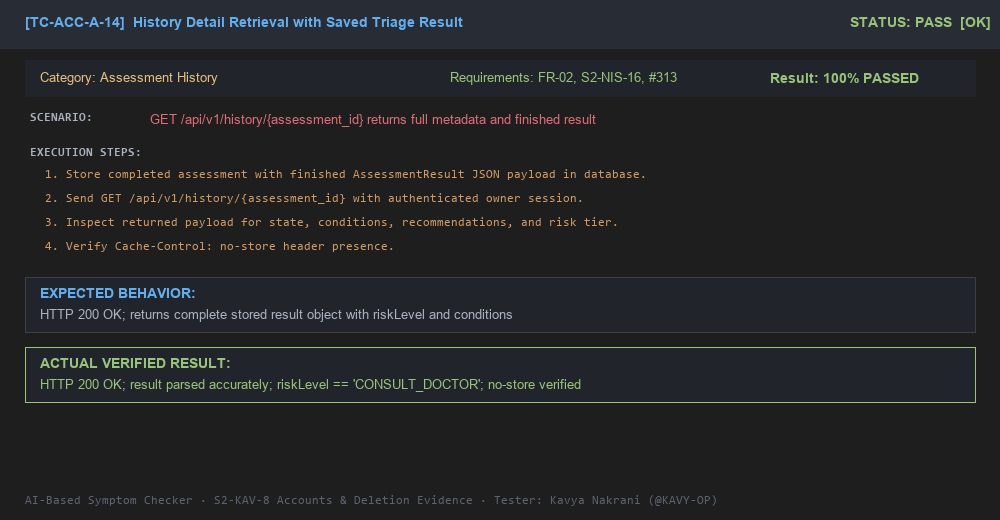 [TC-ACC-A-14] History Detail Retrieval with Saved Triage Result
STATUS: PASS [OK]
Category: Assessment History
Requirements: FR-02, S2-NIS-16, #313
Result: 100% PASSED
SCENARIO:
GET /api/v1/history/{assessment_id} returns full metadata and finished result
EXECUTION STEPS:
1. Store completed assessment with finished AssessmentResult JSON payload in database.
2. Send GET /api/v1/history/{assessment_id} with authenticated owner session.
3. Inspect returned payload for state, conditions, recommendations, and risk tier.
4. Verify Cache-Control: no-store header presence.
EXPECTED BEHAVIOR:
HTTP 200 OK; returns complete stored result object with riskLevel and conditions
ACTUAL VERIFIED RESULT:
HTTP 200 OK; result parsed accurately; riskLevel == 'CONSULT_DOCTOR'; no-store verified
AI-Based Symptom Checker · S2-KAV-8 Accounts & Deletion Evidence · Tester: Kavya Nakrani (@KAVY-OP)